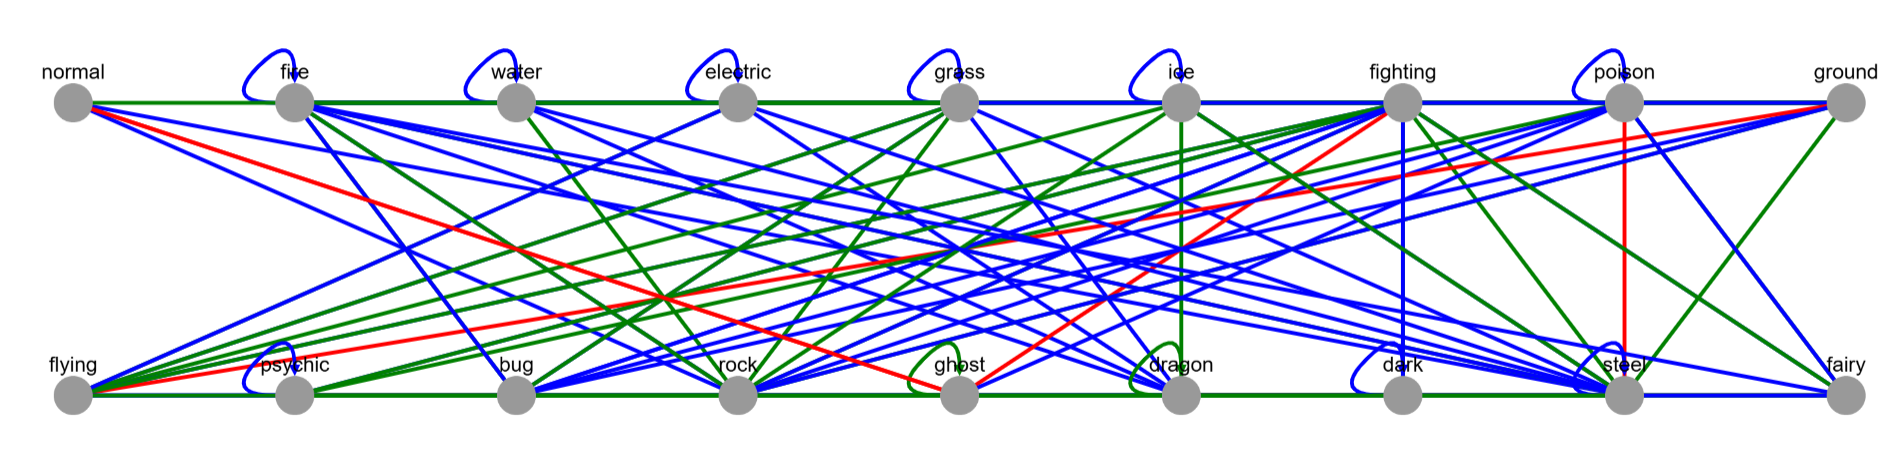 normal fire water electric grass ice fighting poison ground
flying psychic bug rock ghost dragon dark steel fairy